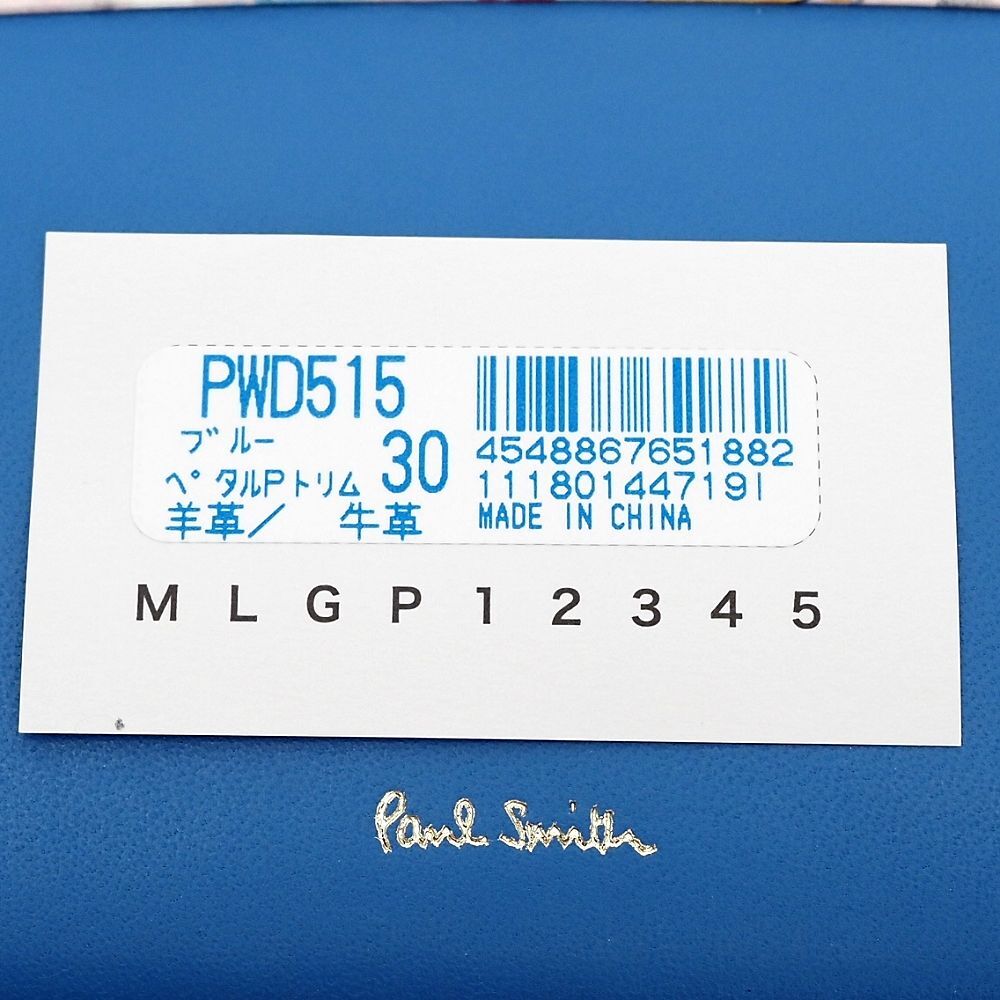 PWD515
ブルー 30
ペタルPトリム
羊革/ 牛革
4548867651882
111801447191
MADE IN CHINA
M L G P 1 2 3 4 5
Paul Smith